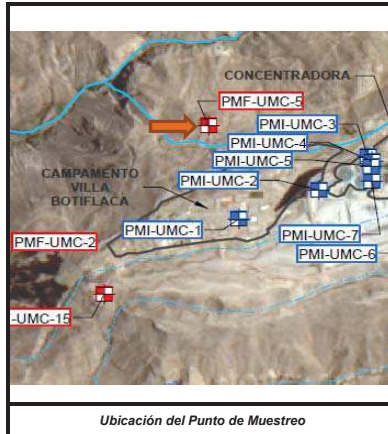 CONCENTRADORA
PMF-UMC-5
PMI-UMC-3
PMI-UMC-4
PMI-UMC-5
CAMPAMENTO
VILLA
BOTIFLACA
PMI-UMC-2
PMI-UMC-1
PMF-UMC-2
PMI-UMC-7
PMI-UMC-6
-UMC-15
Ubicación del Punto de Muestreo